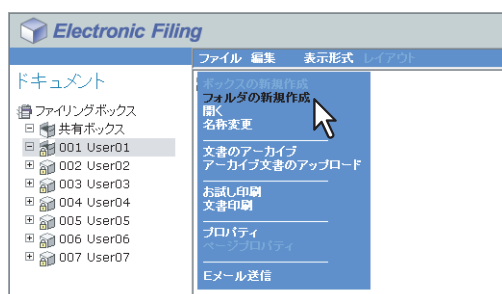 Electronic Filing
ファイル 編集 表示形式 レイアウト
ドキュメント
ファイリングボックス
共有ボックス
001 User01
002 User02
003 User03
004 User04
005 User05
006 User06
007 User07
ボックスの新規作成
フォルダの新規作成
開く
名称変更
文書のアーカイブ
アーカイブ文書のアップロード
お試し印刷
文書印刷
プロパティ
ページプロパティ
Eメール送信